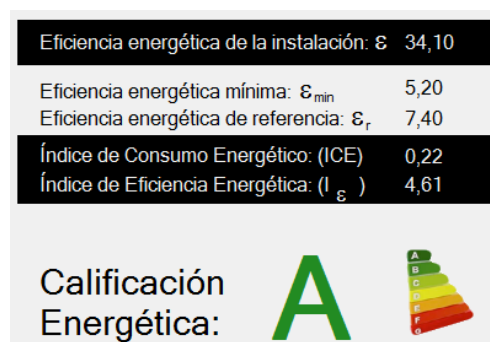 Eficiencia energética de la instalación: ε 34,10
Eficiencia energética mínima: εmin 5,20
Eficiencia energética de referencia: εr 7,40
Índice de Consumo Energético: (ICE) 0,22
Índice de Eficiencia Energética: (I ε ) 4,61
Calificación
Energética:
A
A
B
C
D
E
F
G